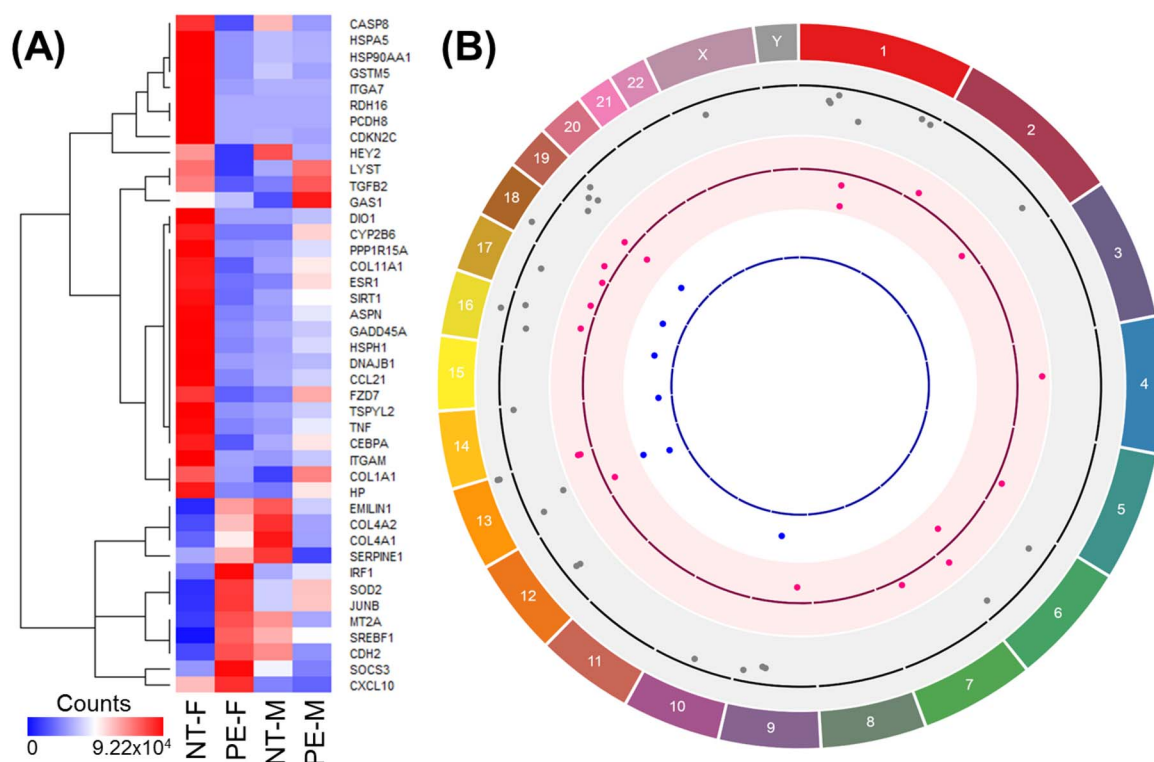 (A)
CASP8
HSPA5
HSP90AA1
GSTM5
ITGA7
RDH16
PCDH8
CDKN2C
HEY2
LYST
TGFB2
GAS1
DIO1
CYP2B6
PPP1R15A
COL11A1
ESR1
SIRT1
ASPN
GADD45A
HSPH1
DNAJB1
CCL21
FZD7
TSPYL2
TNF
CEBPA
ITGAM
COL1A1
HP
EMILIN1
COL4A2
COL4A1
SERPINE1
IRF1
SOD2
JUNB
MT2A
SREBF1
CDH2
SOCS3
CXCL10
Counts
0 9.22x10⁴
NT-F
PE-F
NT-M
PE-M
(B)
1
2
3
4
5
6
7
8
9
10
11
12
13
14
15
16
17
18
19
20
21
22
X
Y